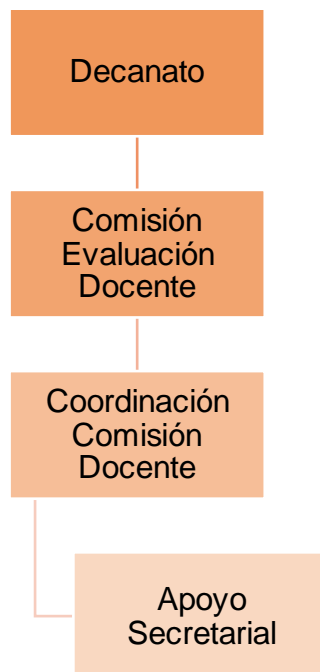 Decanato
Comisión
Evaluación
Docente
Coordinación
Comisión
Docente
Apoyo
Secretarial